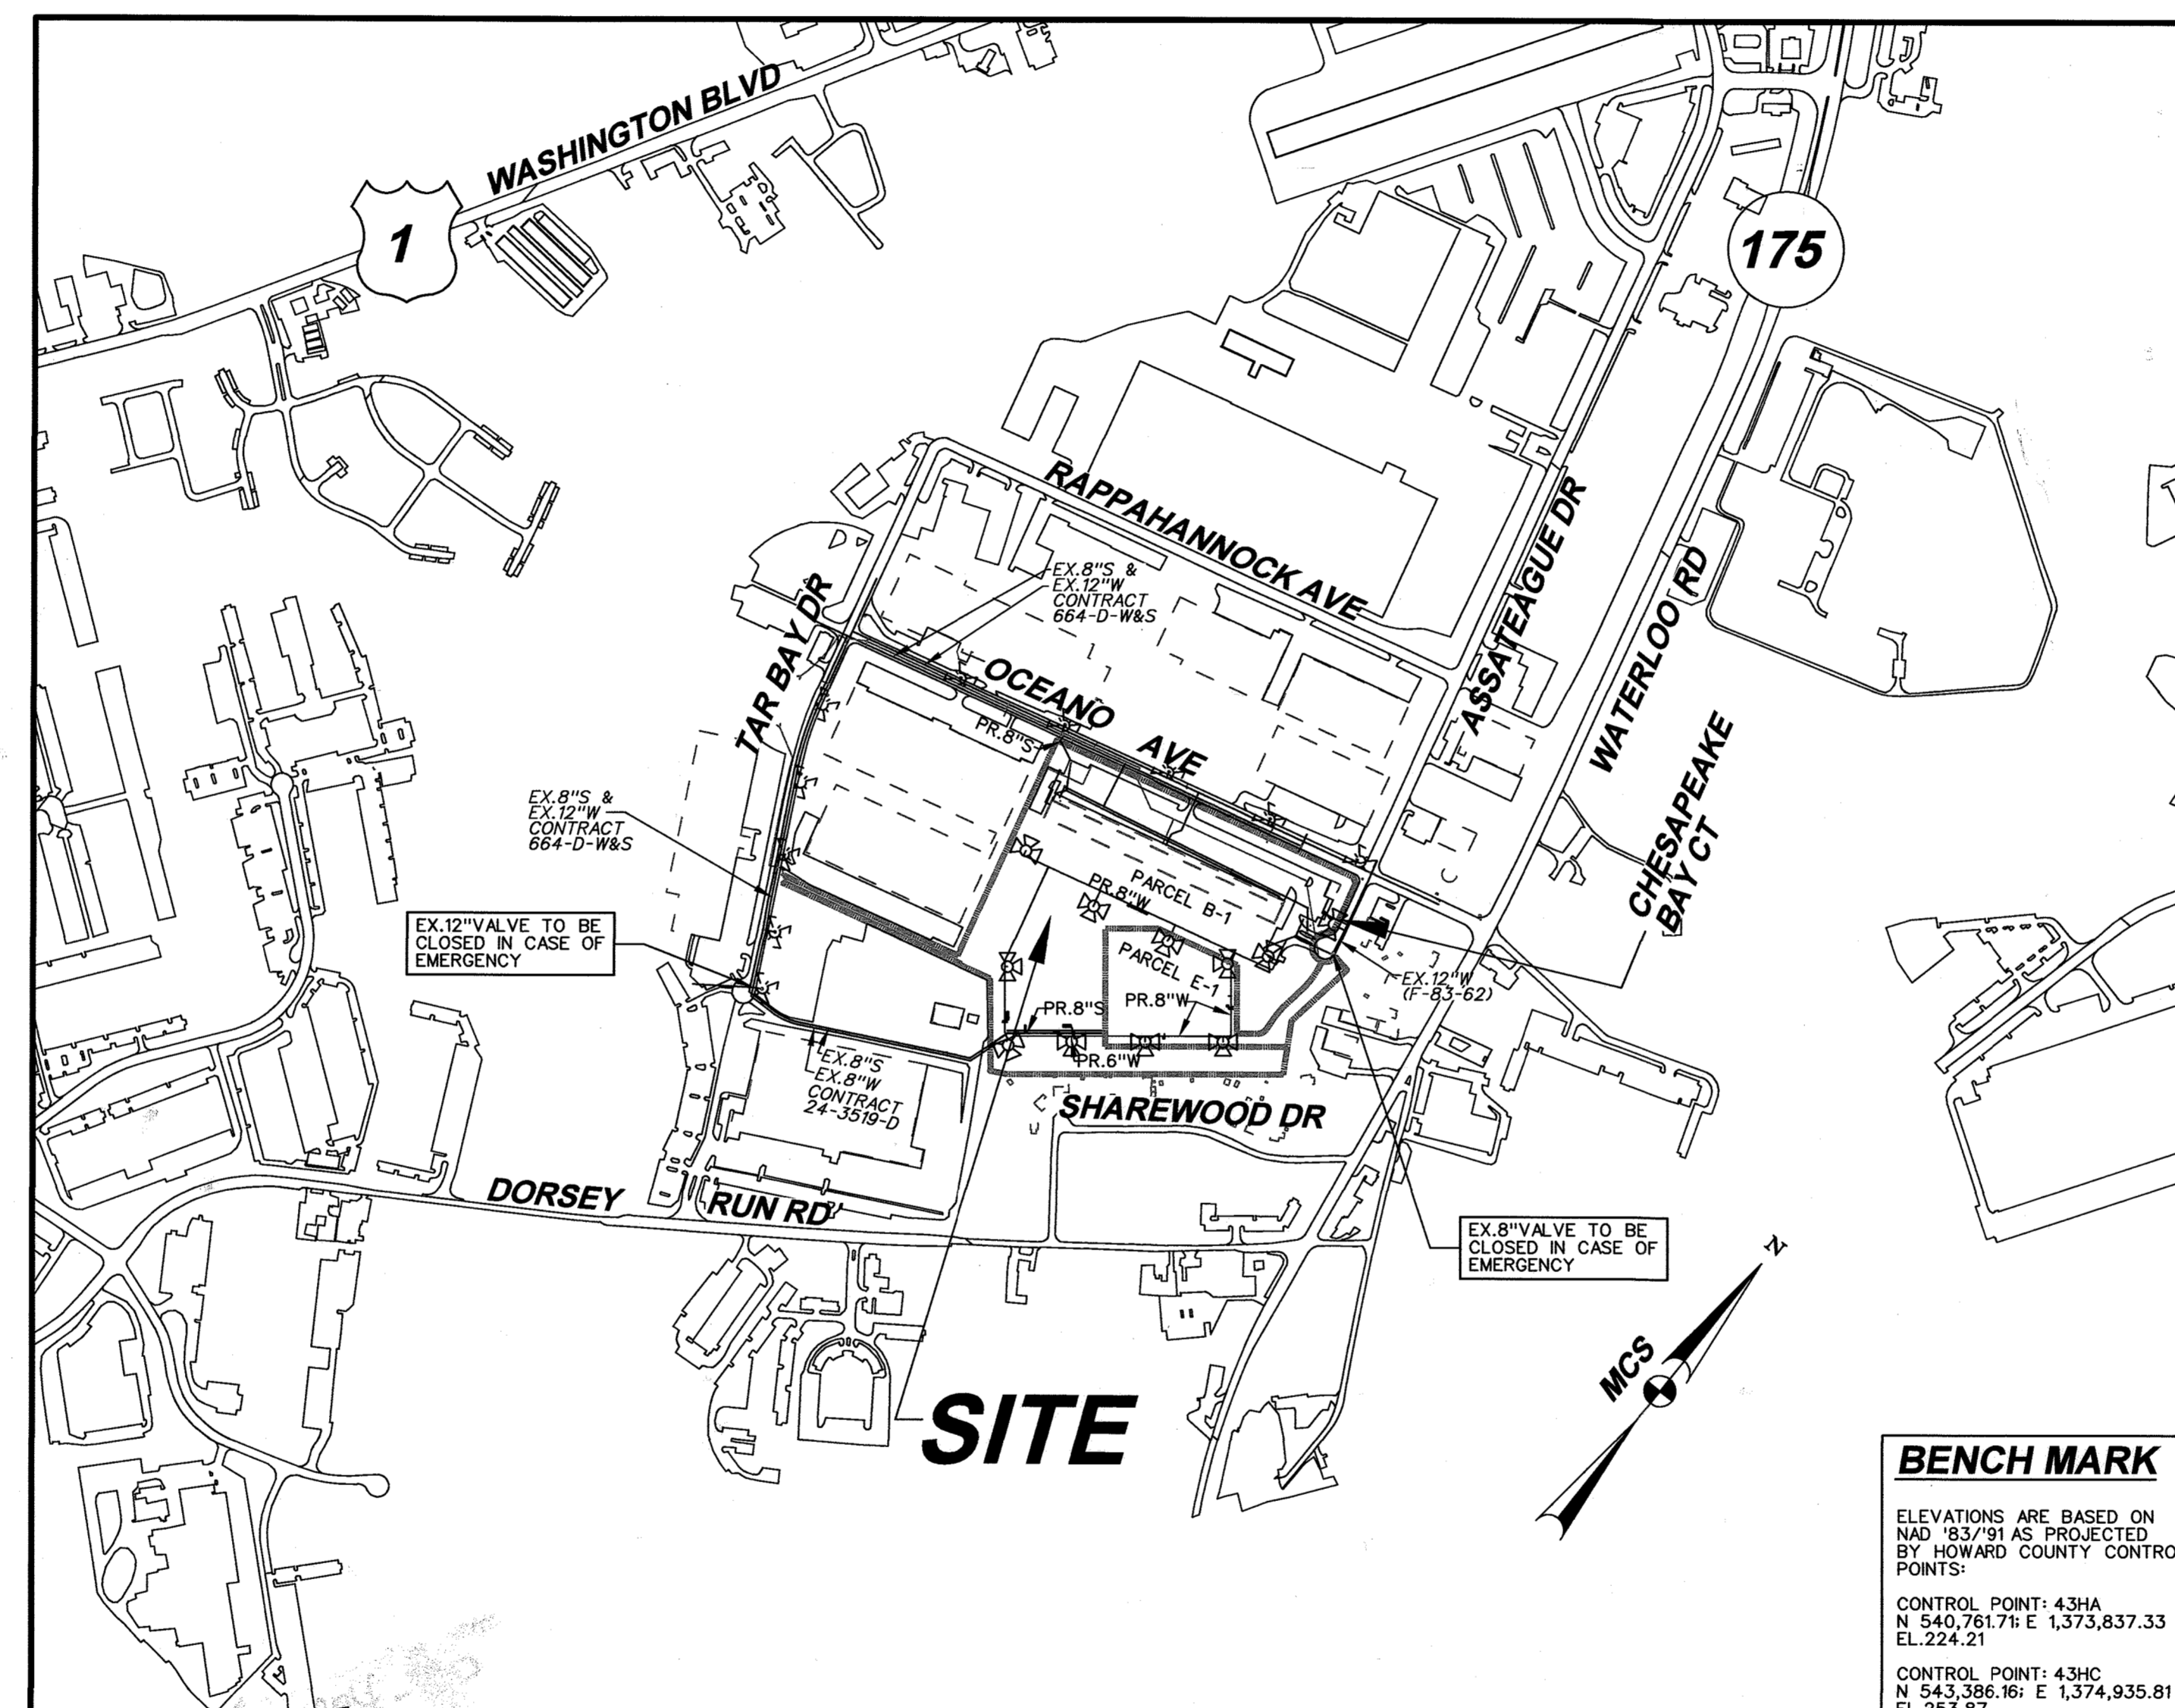 WASHINGTON BLVD
1
175
RAPPAHANNOCK AVE
ASSATEAGUE DR
WATERLOO RD
TAR BAY DR
EX.8"S &
EX.12"W
CONTRACT
664-D-W&S
OCEANO AVE
PR.8"S
CHESAPEAKE
BAY CT
EX.8"S &
EX.12"W
CONTRACT
664-D-W&S
PARCEL B-1
PR.8"W
EX.12"VALVE TO BE
CLOSED IN CASE OF
EMERGENCY
PARCEL E-1
EX.12"W
(F-83-62)
PR.8"S
PR.8"W
PR.6"W
EX.8"S
EX.8"W
CONTRACT
24-3519-D
SHAREWOOD DR
DORSEY RUN RD
EX.8"VALVE TO BE
CLOSED IN CASE OF
EMERGENCY
N
MCS
SITE
BENCH MARK
ELEVATIONS ARE BASED ON
NAD '83/'91 AS PROJECTED
BY HOWARD COUNTY CONTRO
POINTS:
CONTROL POINT: 43HA
N 540,761.71; E 1,373,837.33
EL.224.21
CONTROL POINT: 43HC
N 543,386.16; E 1,374,935.81
EL.253.87